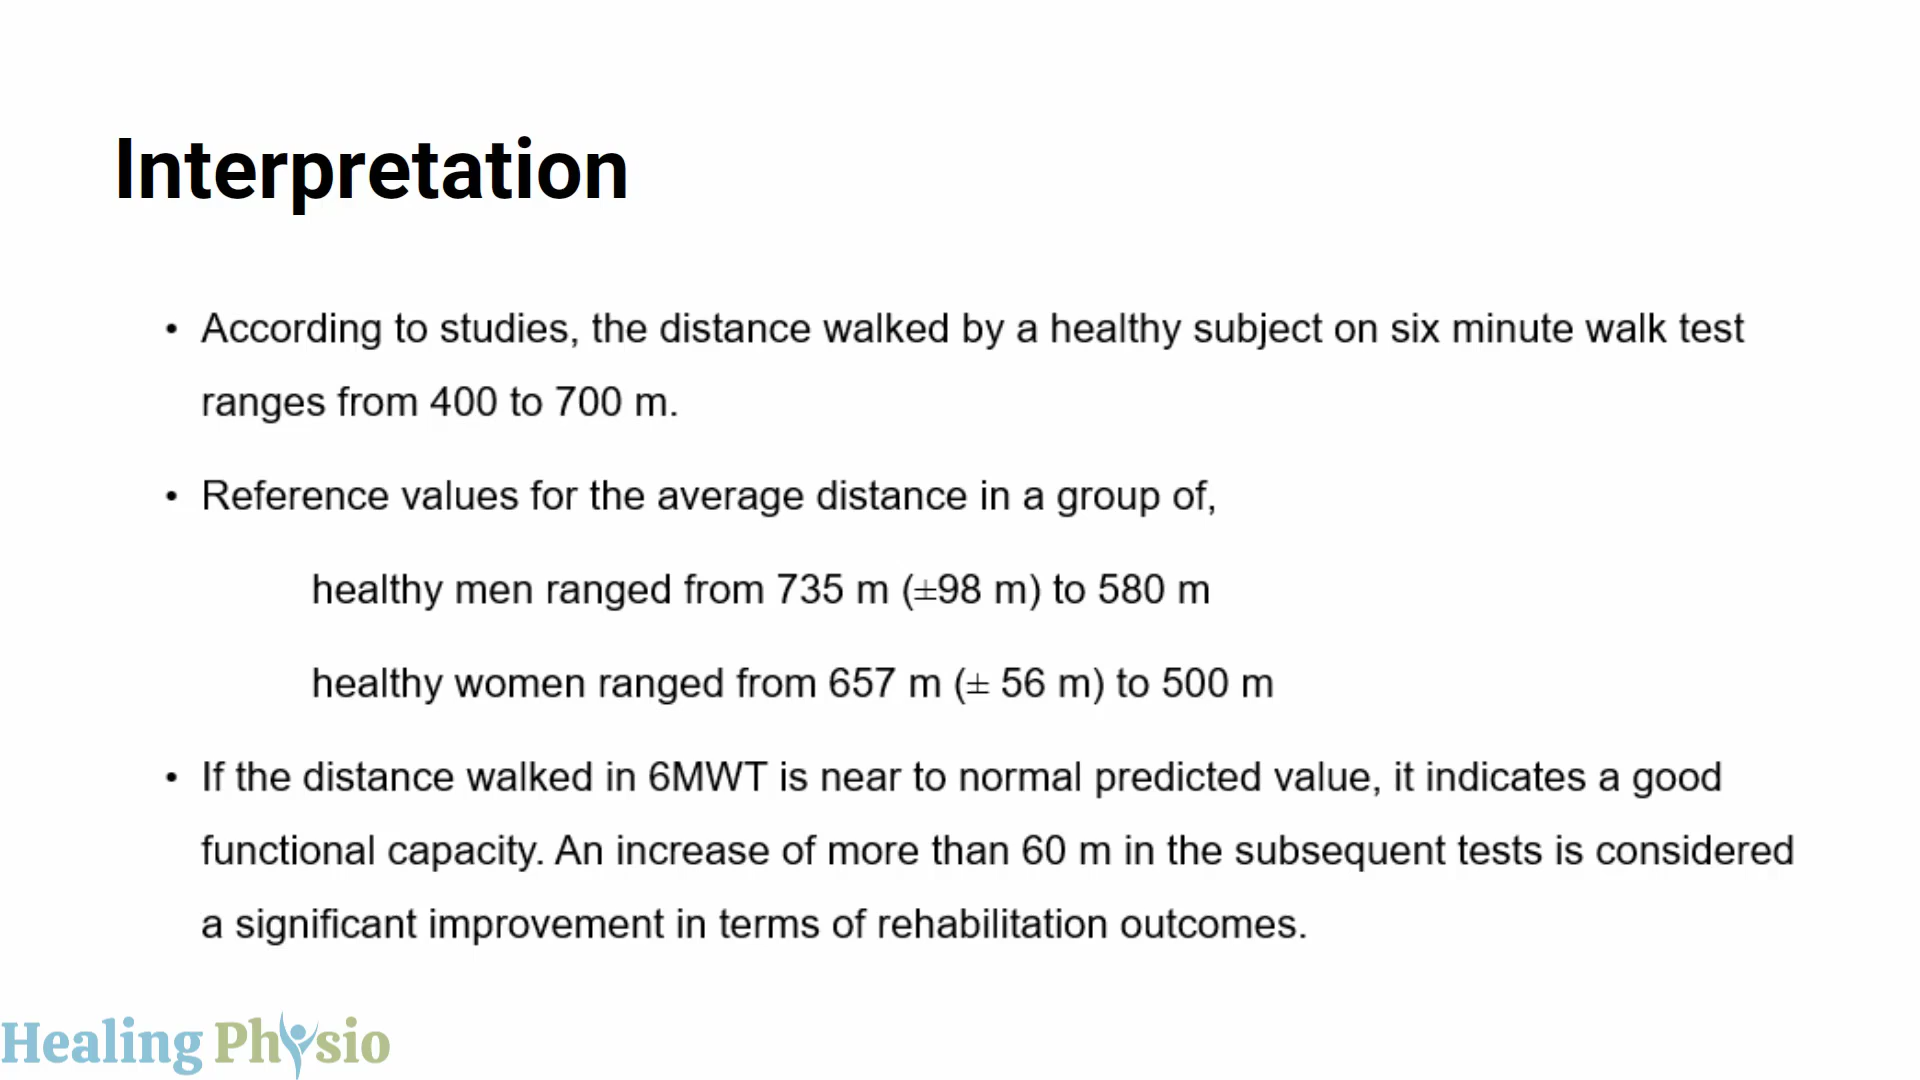 Interpretation
• According to studies, the distance walked by a healthy subject on six minute walk test
ranges from 400 to 700 m.
• Reference values for the average distance in a group of,
healthy men ranged from 735 m (±98 m) to 580 m
healthy women ranged from 657 m (± 56 m) to 500 m
• If the distance walked in 6MWT is near to normal predicted value, it indicates a good
functional capacity. An increase of more than 60 m in the subsequent tests is considered
a significant improvement in terms of rehabilitation outcomes.
Healing Physio